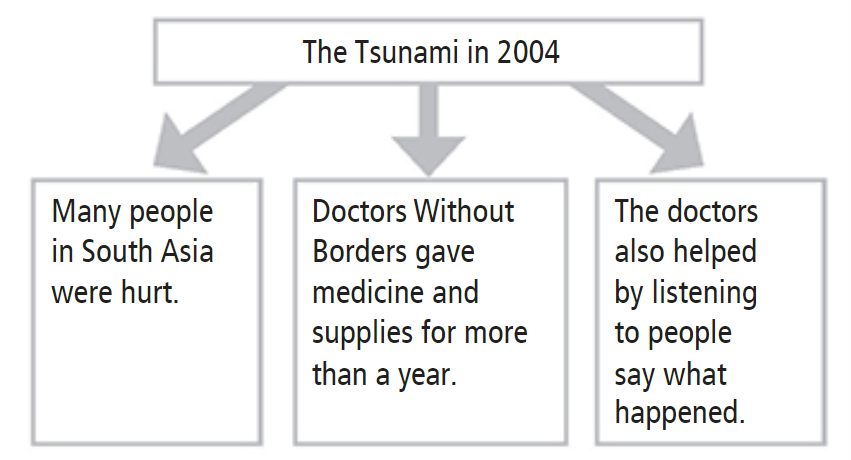 The Tsunami in 2004
Many people
in South Asia
were hurt.
Doctors Without
Borders gave
medicine and
supplies for more
than a year.
The doctors
also helped
by listening
to people
say what
happened.